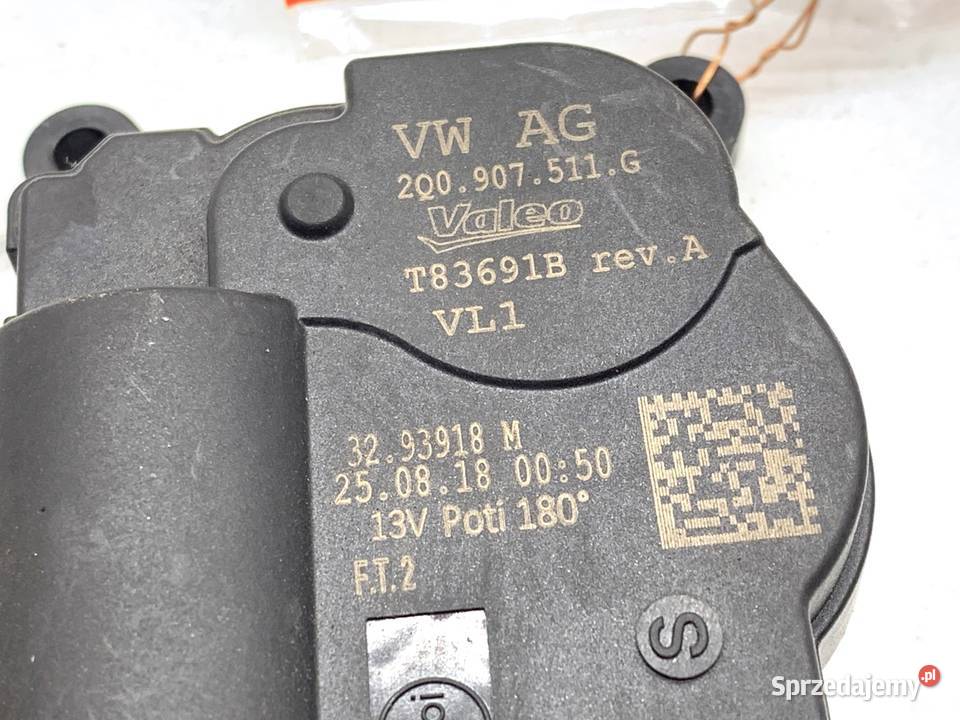 VW AG
2Q0.907.511.G
Valeo
T83691B rev.A
VL1
32.93918 M
25.08.18 00:50
13V Poti 180°
F.T.2
S
oi
Sprzedajemy.pl